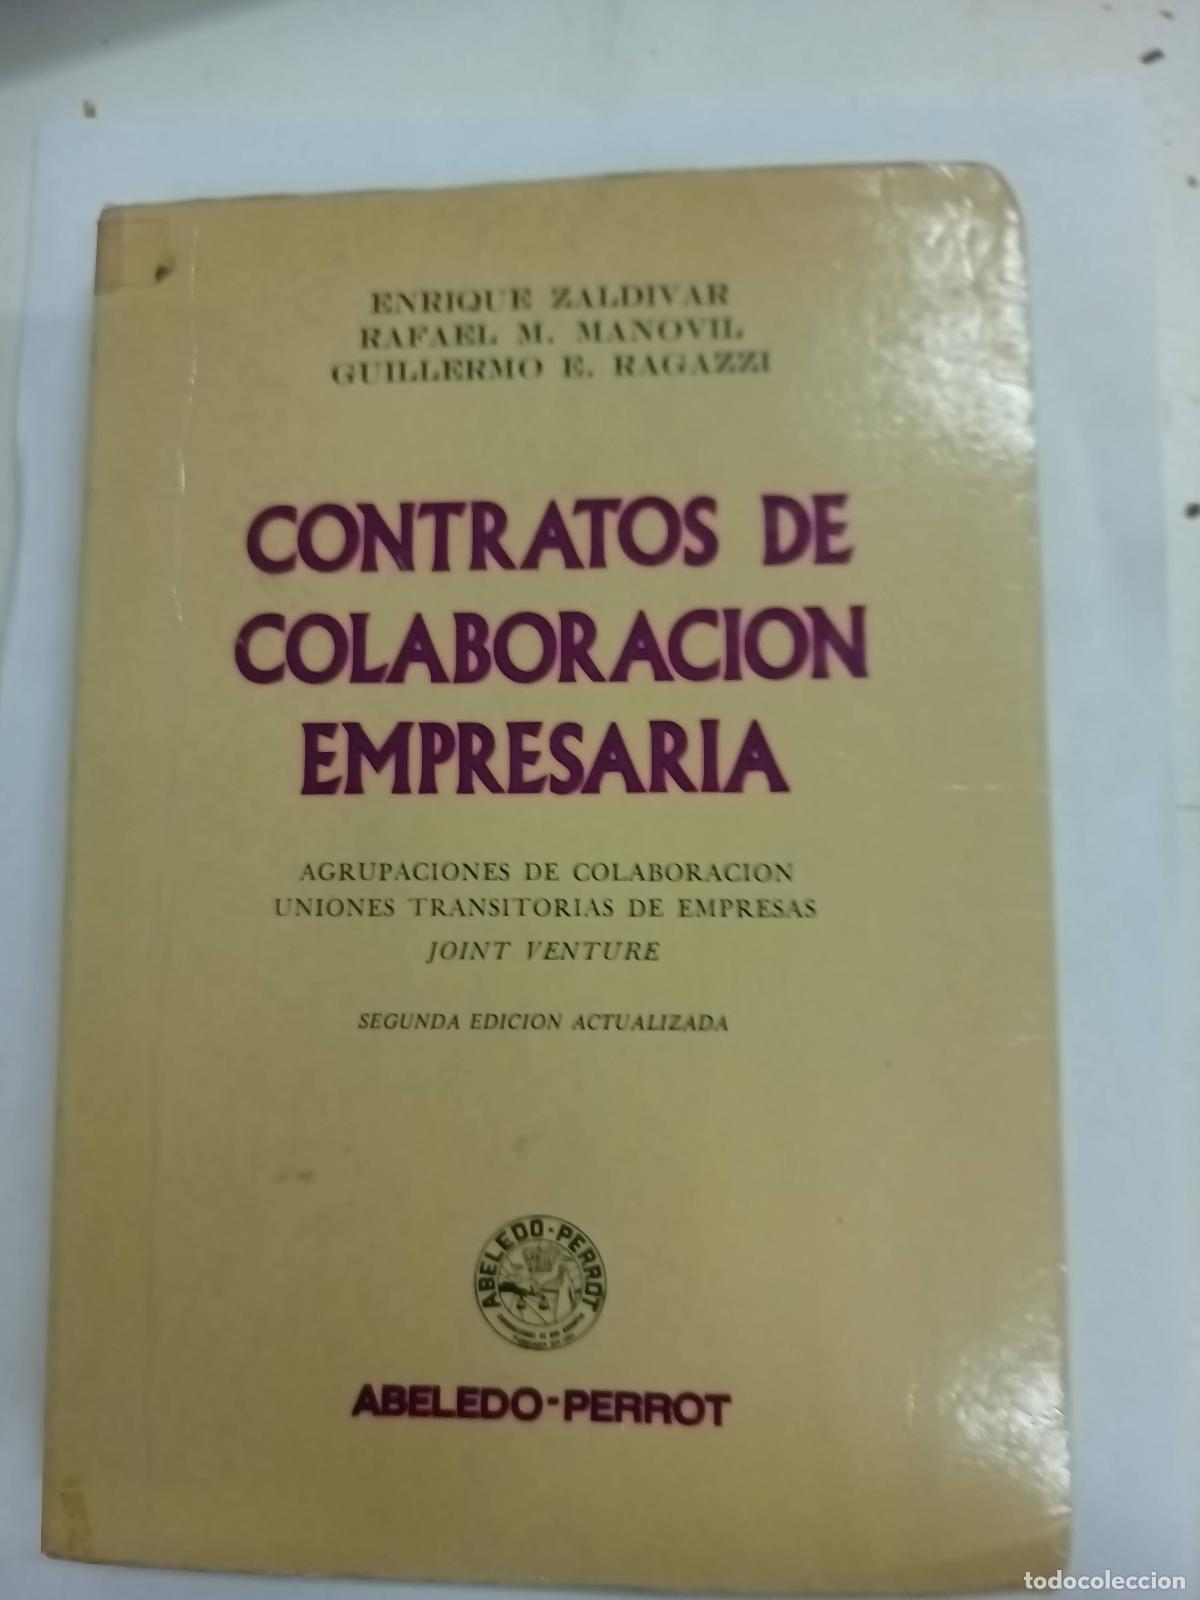 ENRIQUE ZALDIVAR
RAFAEL M. MANOVIL
GUILLERMO E. RAGAZZI
CONTRATOS DE
COLABORACION
EMPRESARIA
AGRUPACIONES DE COLABORACION
UNIONES TRANSITORIAS DE EMPRESAS
JOINT VENTURE
SEGUNDA EDICION ACTUALIZADA
ABELEDO-PERROT
ABELEDO-PERROT
todocoleccion